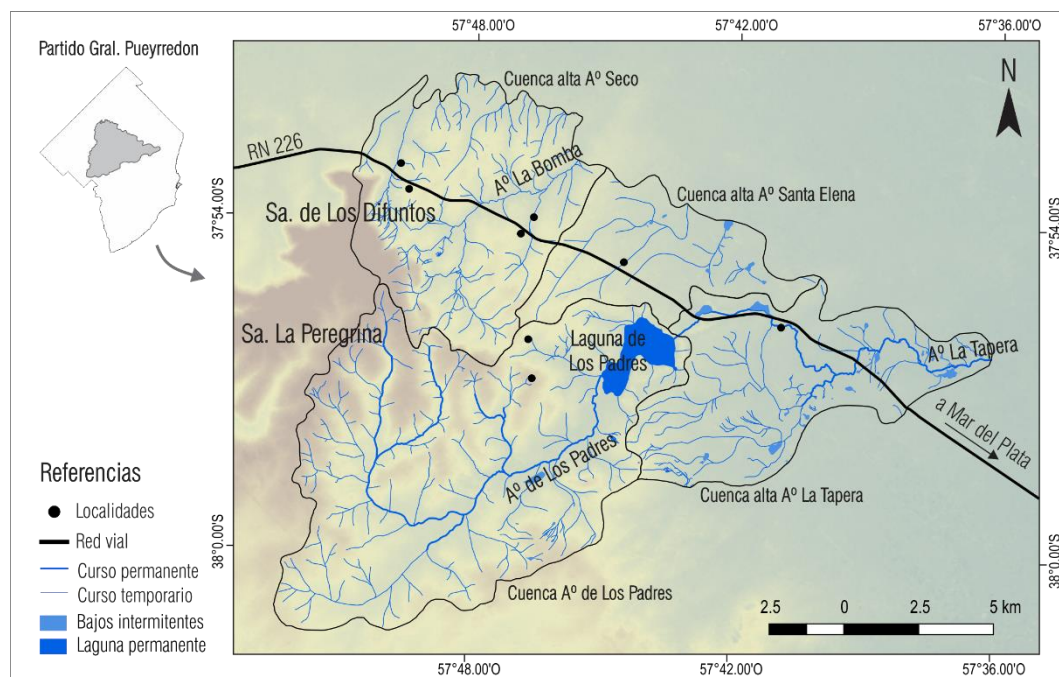 Partido Gral. Pueyrredon
57°48.00'O
57°42.00'O
57°36.00'O
N
Cuenca alta Aº Seco
RN 226
Aº La Bomba
Cuenca alta Aº Santa Elena
37°54.00'S
Sa. de Los Difuntos
37°54.00'S
Sa. La Peregrina
Laguna de
Los Padres
Aº La Tapera
a Mar del Plata
Aº de Los Padres
Cuenca alta Aº La Tapera
Referencias
Localidades
Red vial
Curso permanente
Curso temporario
Bajos intermitentes
Laguna permanente
38°0.00'S
38°0.00'S
Cuenca Aº de Los Padres
2.5 0 2.5 5 km
57°48.00'O
57°42.00'O
57°36.00'O